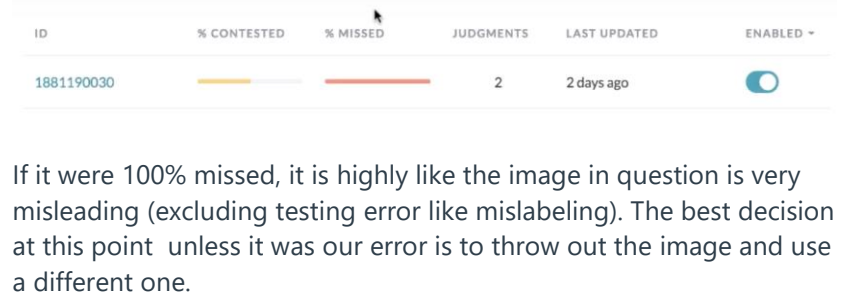 ID % CONTESTED % MISSED JUDGMENTS LAST UPDATED ENABLED
1881190030 2 2 days ago
If it were 100% missed, it is highly like the image in question is very
misleading (excluding testing error like mislabeling). The best decision
at this point unless it was our error is to throw out the image and use
a different one.